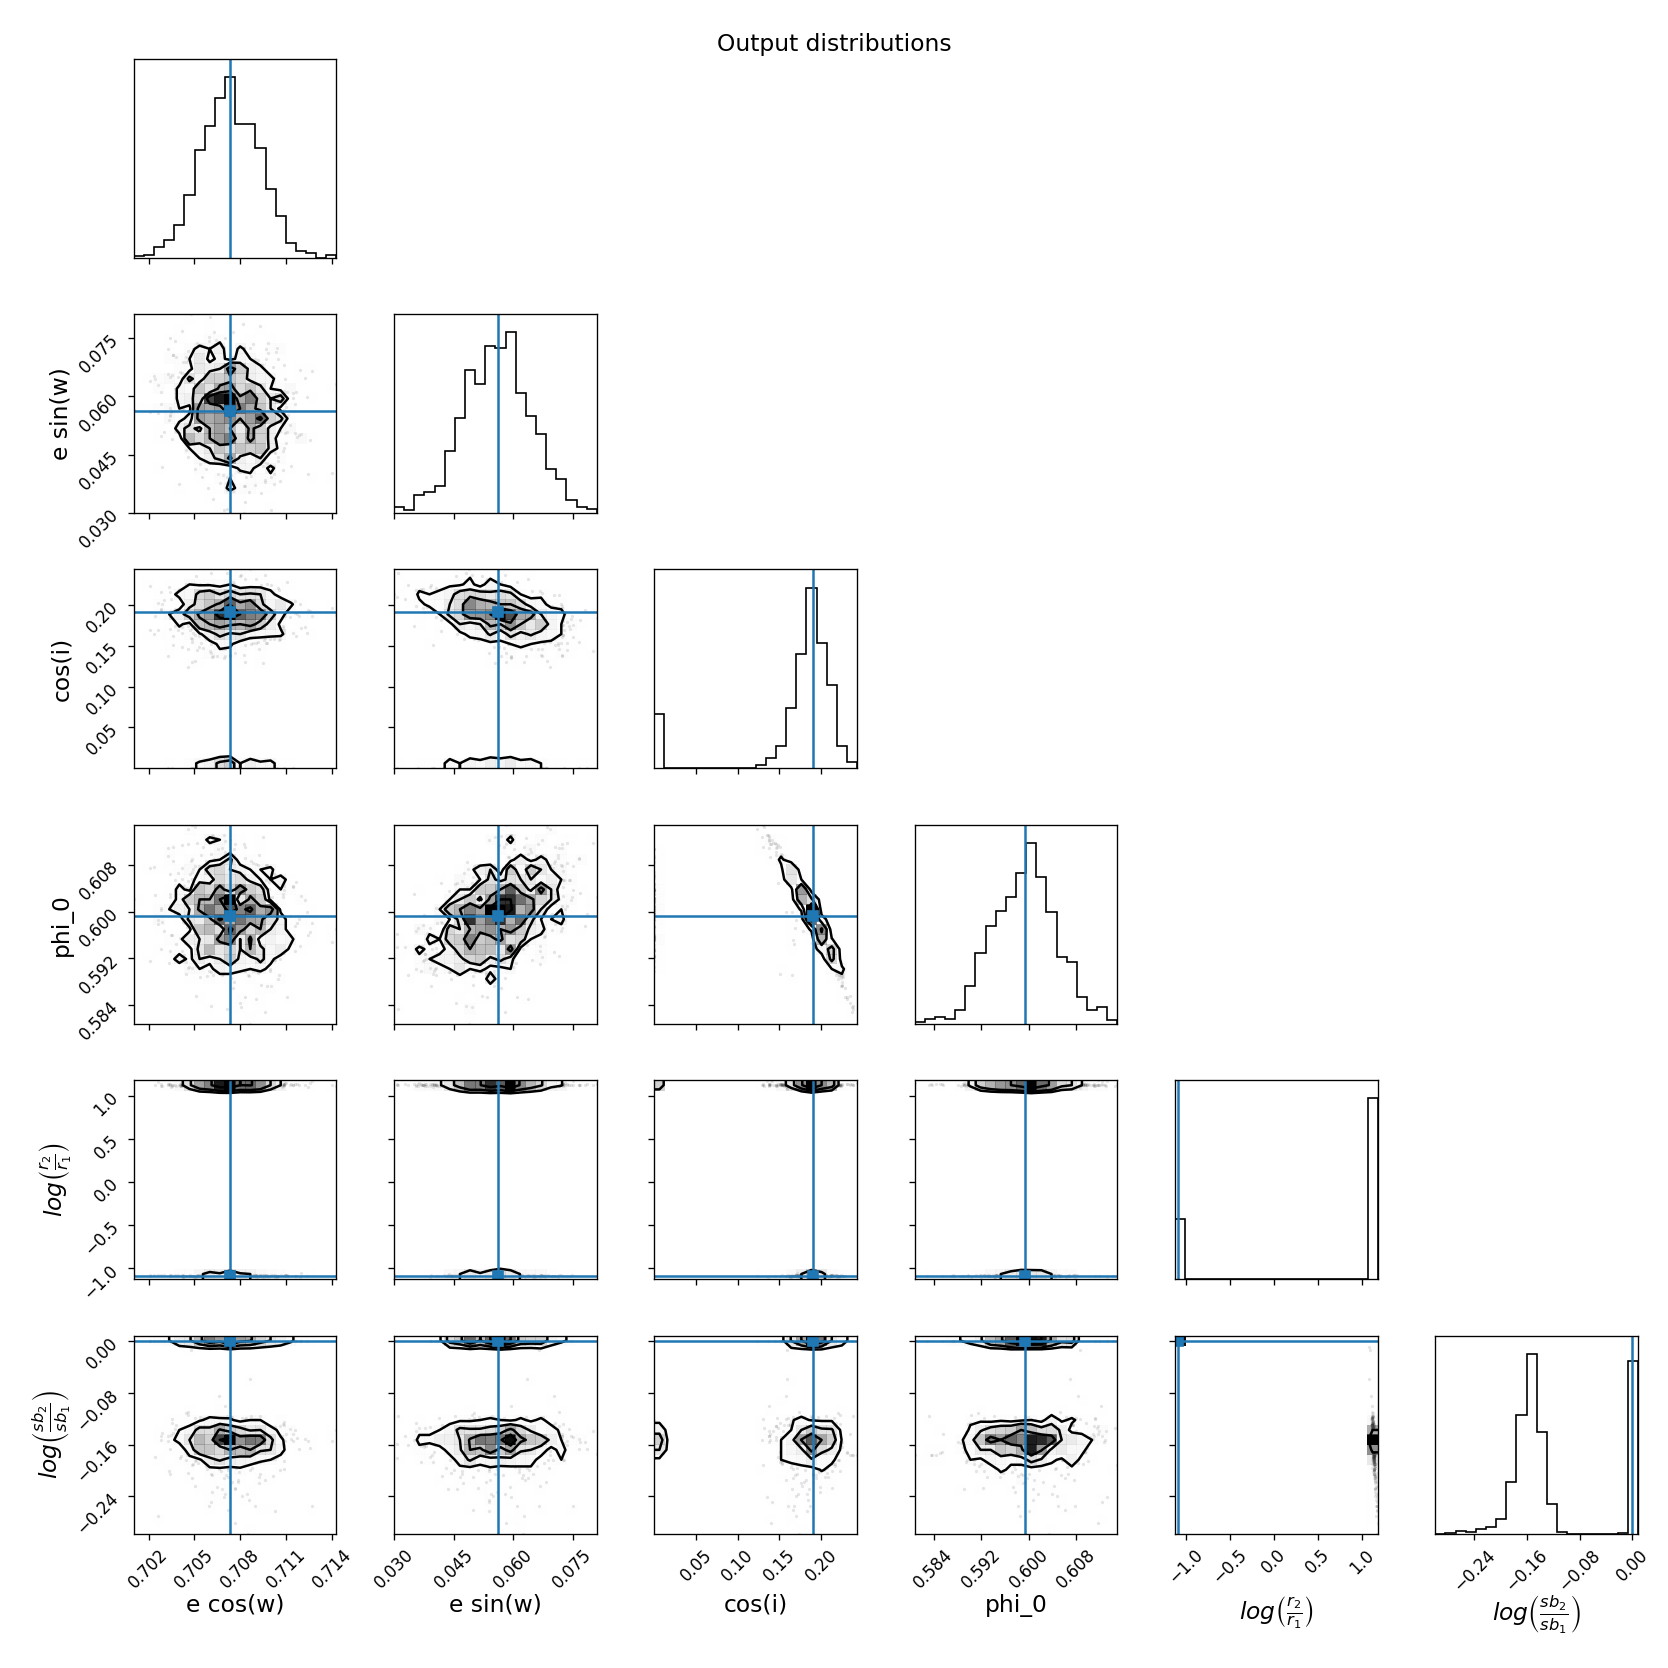 Output distributions
0.075
0.060
0.045
0.030
e sin(w)
0.20
0.15
0.10
0.05
cos(i)
0.608
0.600
0.592
0.584
phi_0
1.0
0.5
0.0
−0.5
−1.0
log(r₂/r₁)
0.00
−0.08
−0.16
−0.24
log(sb₂/sb₁)
0.702 0.705 0.708 0.711 0.714
0.030 0.045 0.060 0.075
0.05 0.10 0.15 0.20
0.584 0.592 0.600 0.608
−1.0 −0.5 0.0 0.5 1.0
−0.24 −0.16 −0.08 0.00
e cos(w) e sin(w) cos(i) phi_0 log(r₂/r₁) log(sb₂/sb₁)